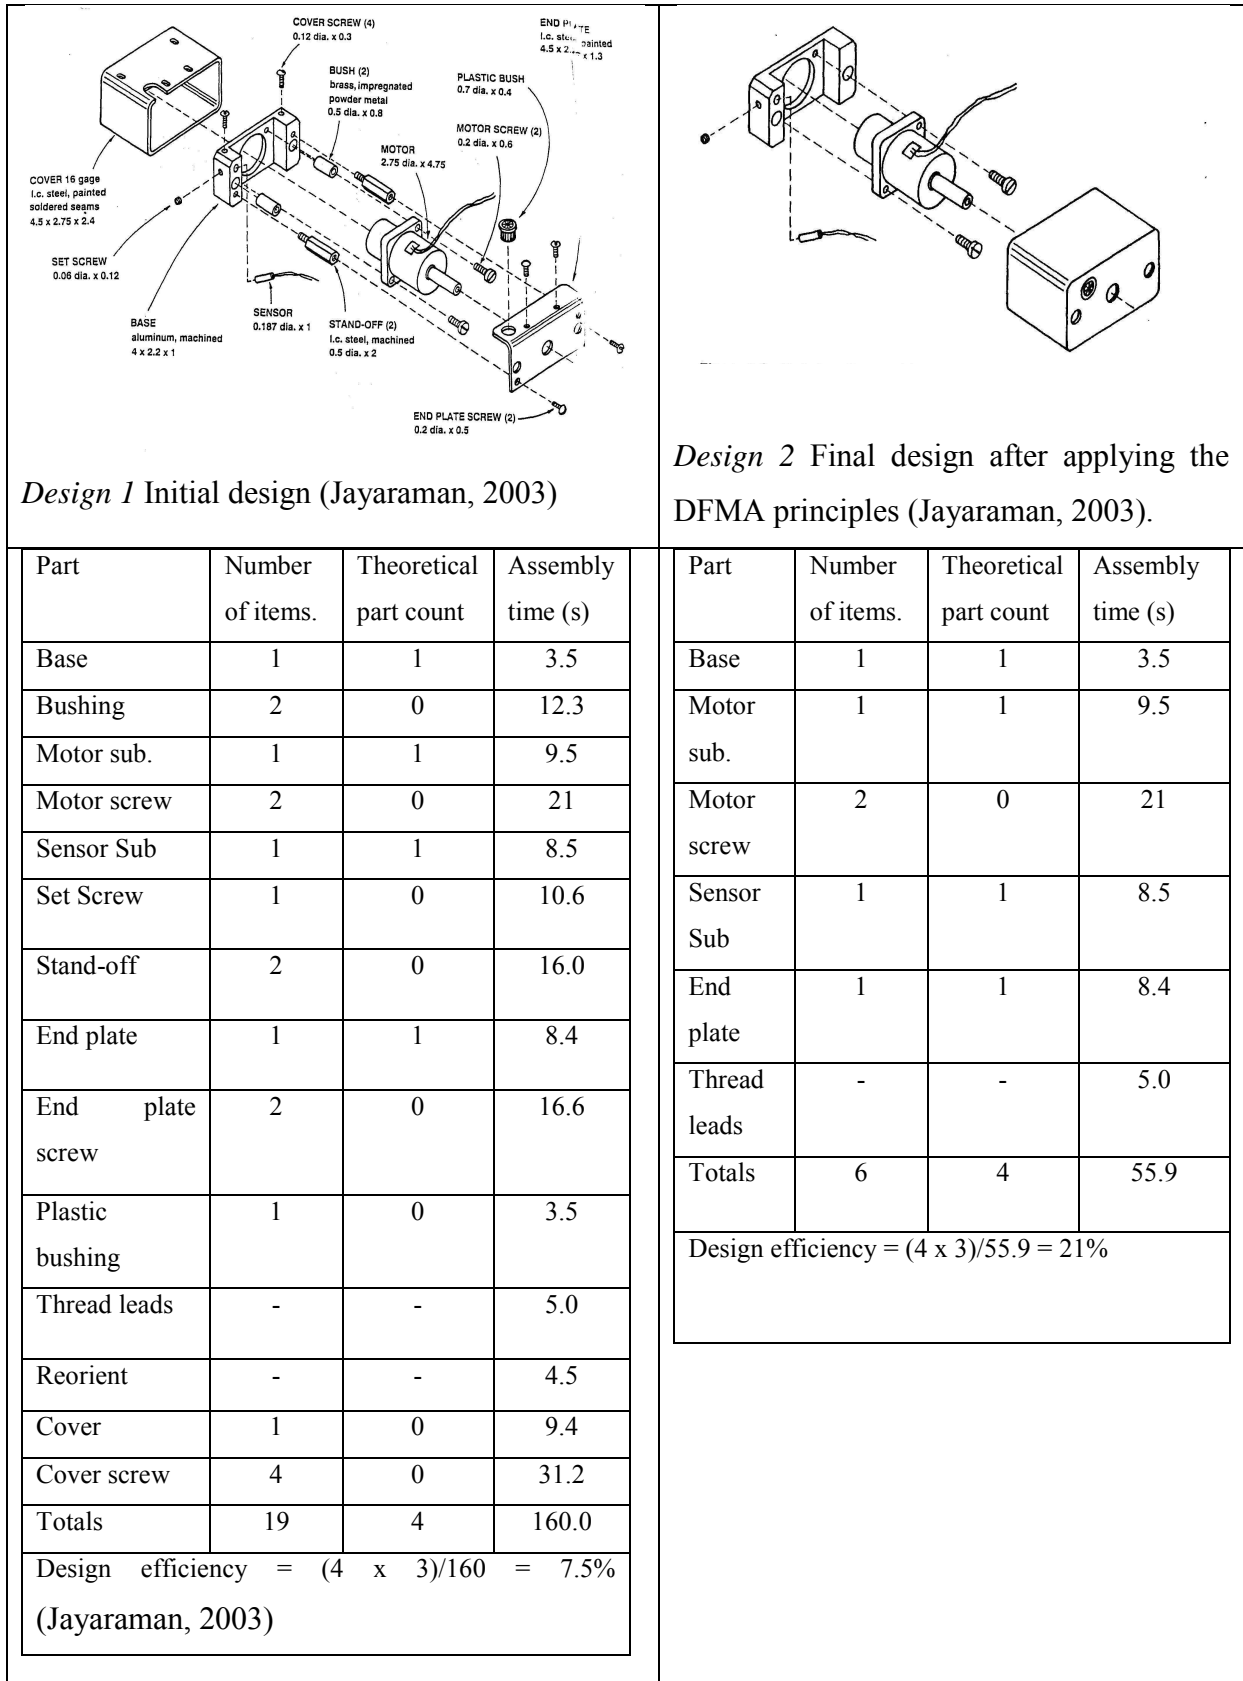 COVER SCREW (4)
0.12 dia. x 0.3
END PLATE
l.c. steel, painted
4.5 x 2... x 1.3
BUSH (2)
brass, impregnated
powder metal
0.5 dia. x 0.8
PLASTIC BUSH
0.7 dia. x 0.4
MOTOR SCREW (2)
0.2 dia. x 0.6
MOTOR
2.75 dia. x 4.75
COVER 16 gage
l.c. steel, painted
soldered seams
4.5 x 2.75 x 2.4
SET SCREW
0.06 dia. x 0.12
SENSOR
0.187 dia. x 1
BASE
aluminum, machined
4 x 2.2 x 1
STAND-OFF (2)
l.c. steel, machined
0.5 dia. x 2
END PLATE SCREW (2)
0.2 dia. x 0.5
Design 1 Initial design (Jayaraman, 2003)
Design 2 Final design after applying the
DFMA principles (Jayaraman, 2003).
Part Number of items. Theoretical part count Assembly time (s)
Base 1 1 3.5
Bushing 2 0 12.3
Motor sub. 1 1 9.5
Motor screw 2 0 21
Sensor Sub 1 1 8.5
Set Screw 1 0 10.6
Stand-off 2 0 16.0
End plate 1 1 8.4
End plate screw 2 0 16.6
Plastic bushing 1 0 3.5
Thread leads - - 5.0
Reorient - - 4.5
Cover 1 0 9.4
Cover screw 4 0 31.2
Totals 19 4 160.0
Design efficiency = (4 x 3)/160 = 7.5%
(Jayaraman, 2003)
Part Number of items. Theoretical part count Assembly time (s)
Base 1 1 3.5
Motor sub. 1 1 9.5
Motor screw 2 0 21
Sensor Sub 1 1 8.5
End plate 1 1 8.4
Thread leads - - 5.0
Totals 6 4 55.9
Design efficiency = (4 x 3)/55.9 = 21%